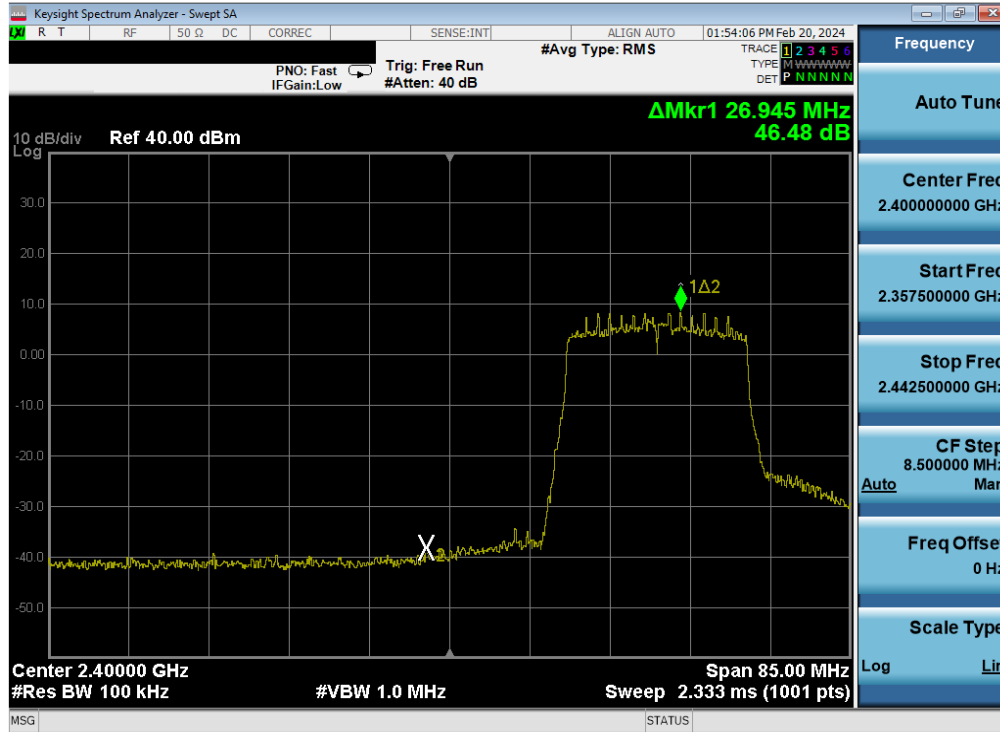 Keysight Spectrum Analyzer - Swept SA
LXI R T RF 50 Ω DC CORREC SENSE:INT ALIGN AUTO 01:54:06 PM Feb 20, 2024
PNO: Fast
IFGain:Low
Trig: Free Run
#Atten: 40 dB
#Avg Type: RMS
TRACE 1 2 3 4 5 6
TYPE M WWWWW
DET P N N N N N
Frequency
ΔMkr1 26.945 MHz
46.48 dB
10 dB/div
Log
Ref 40.00 dBm
30.0
20.0
10.0
0.00
-10.0
-20.0
-30.0
-40.0
-50.0
1Δ2
X2
Center 2.40000 GHz
Span 85.00 MHz
#Res BW 100 kHz
#VBW 1.0 MHz
Sweep 2.333 ms (1001 pts)
Auto Tune
Center Freq
2.400000000 GHz
Start Freq
2.357500000 GHz
Stop Freq
2.442500000 GHz
CF Step
8.500000 MHz
Auto Man
Freq Offset
0 Hz
Scale Type
Log Lin
MSG
STATUS